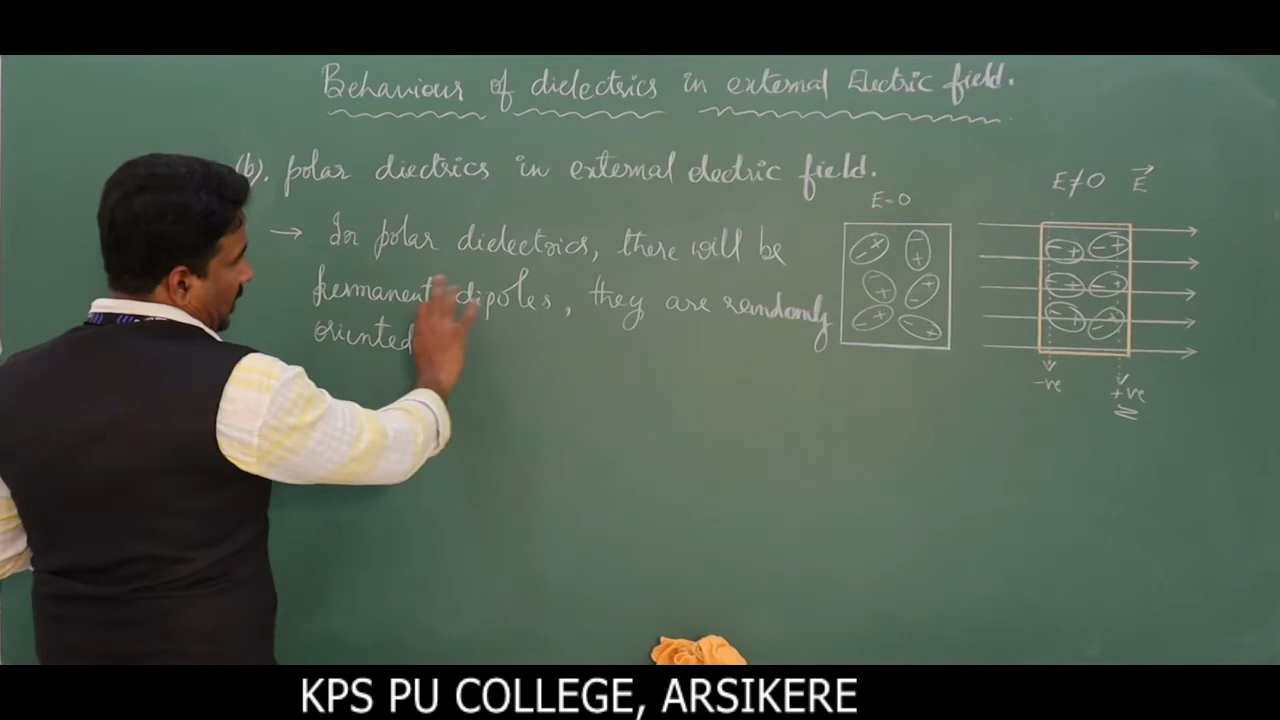 Behaviour of dielectrics in external Electric field.
(b). polar diectrics in external electric field.
→ In polar dielectrics, there will be
permanent dipoles, they are randomly
oriented
E=0
E≠0 E⃗
-ve
+ve
KPS PU COLLEGE, ARSIKERE